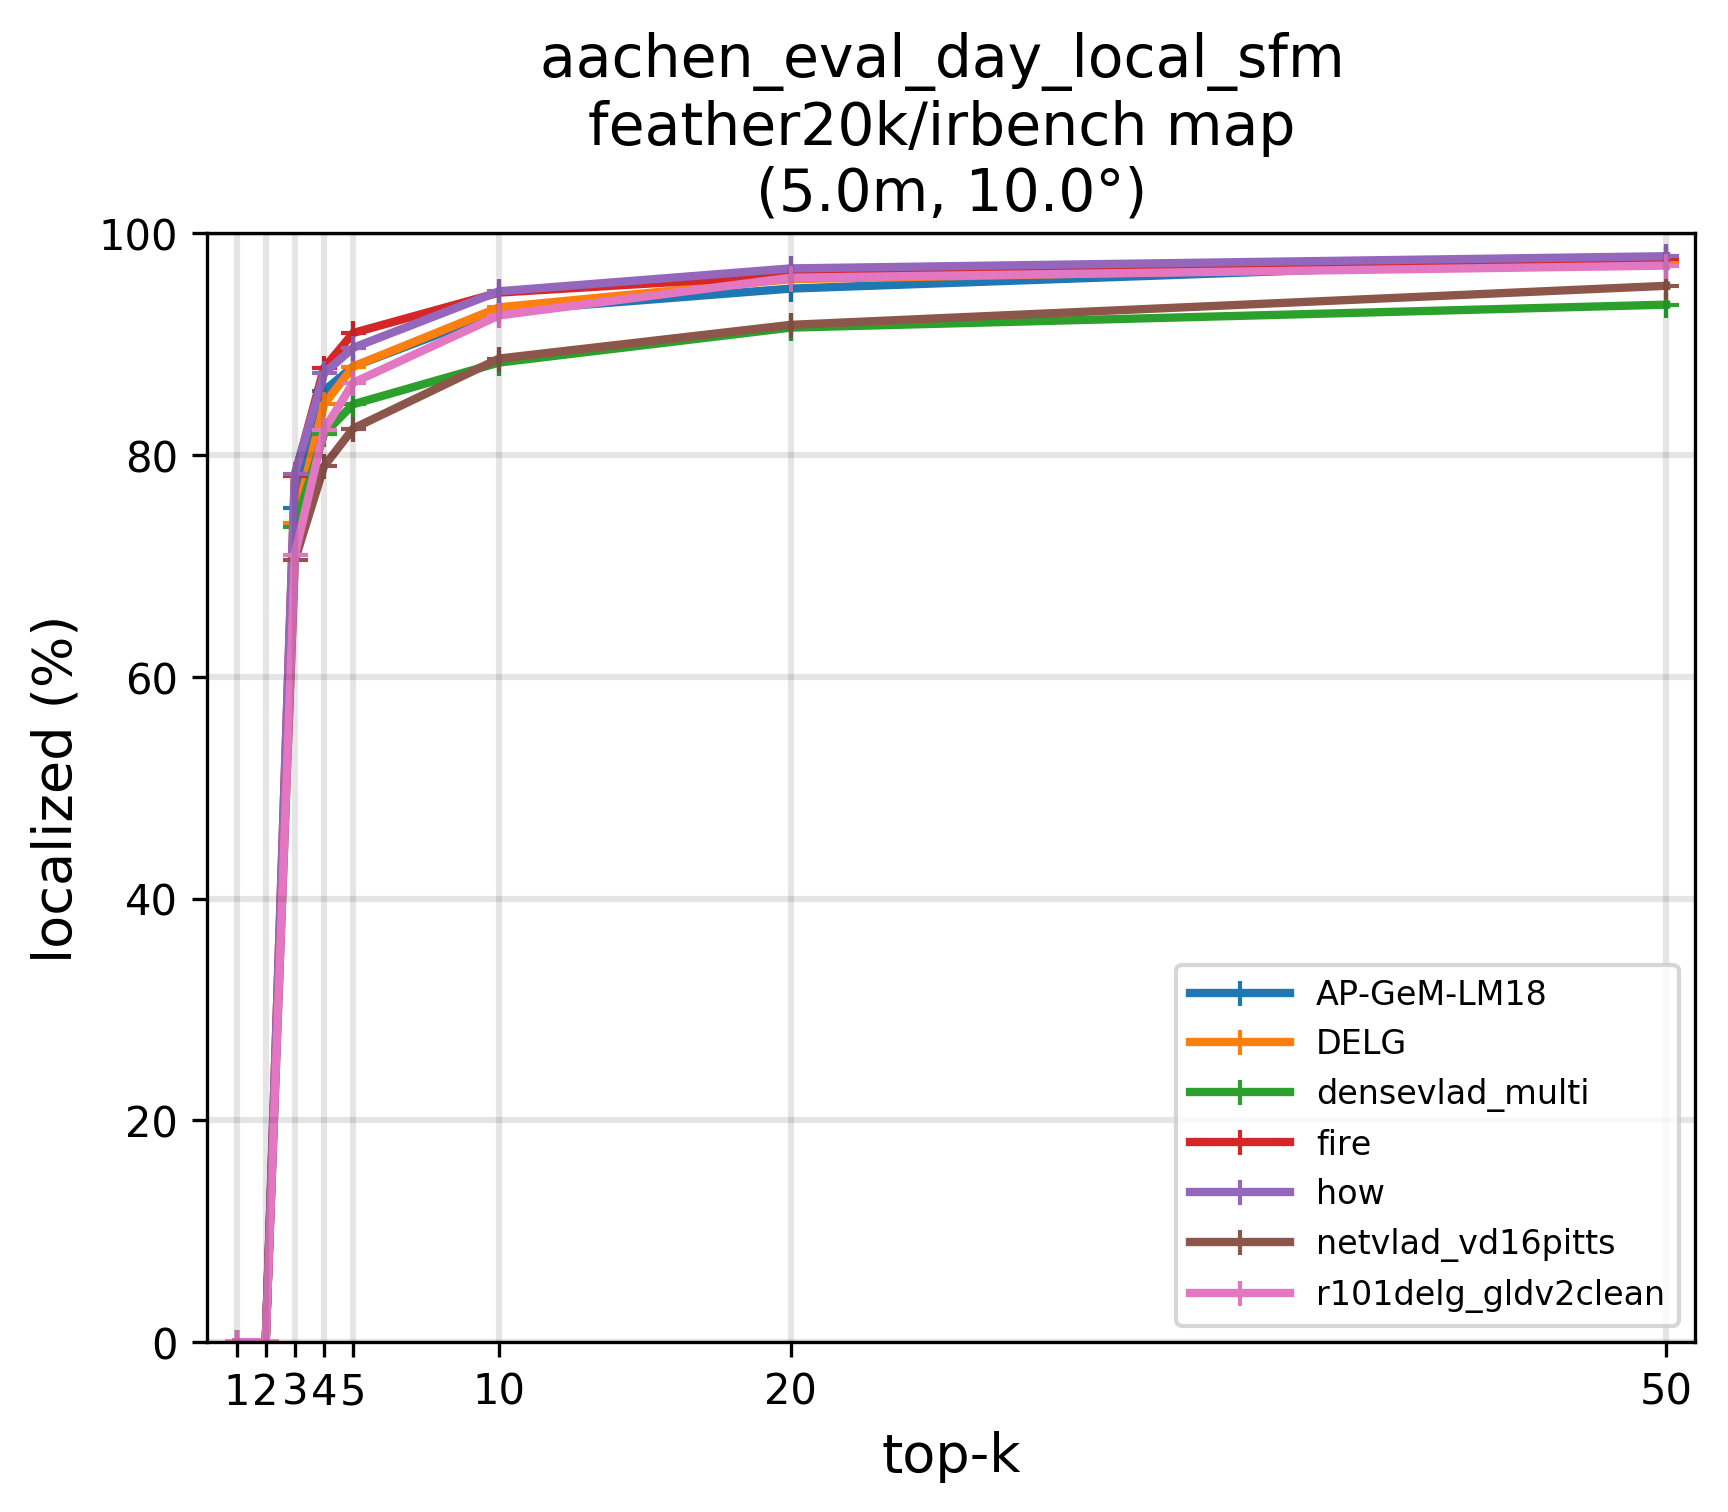 aachen_eval_day_local_sfm
feather20k/irbench map
(5.0m, 10.0°)
100
80
60
40
20
0
localized (%)
1 2 3 4 5 10 20 50
top-k
AP-GeM-LM18
DELG
densevlad_multi
fire
how
netvlad_vd16pitts
r101delg_gldv2clean